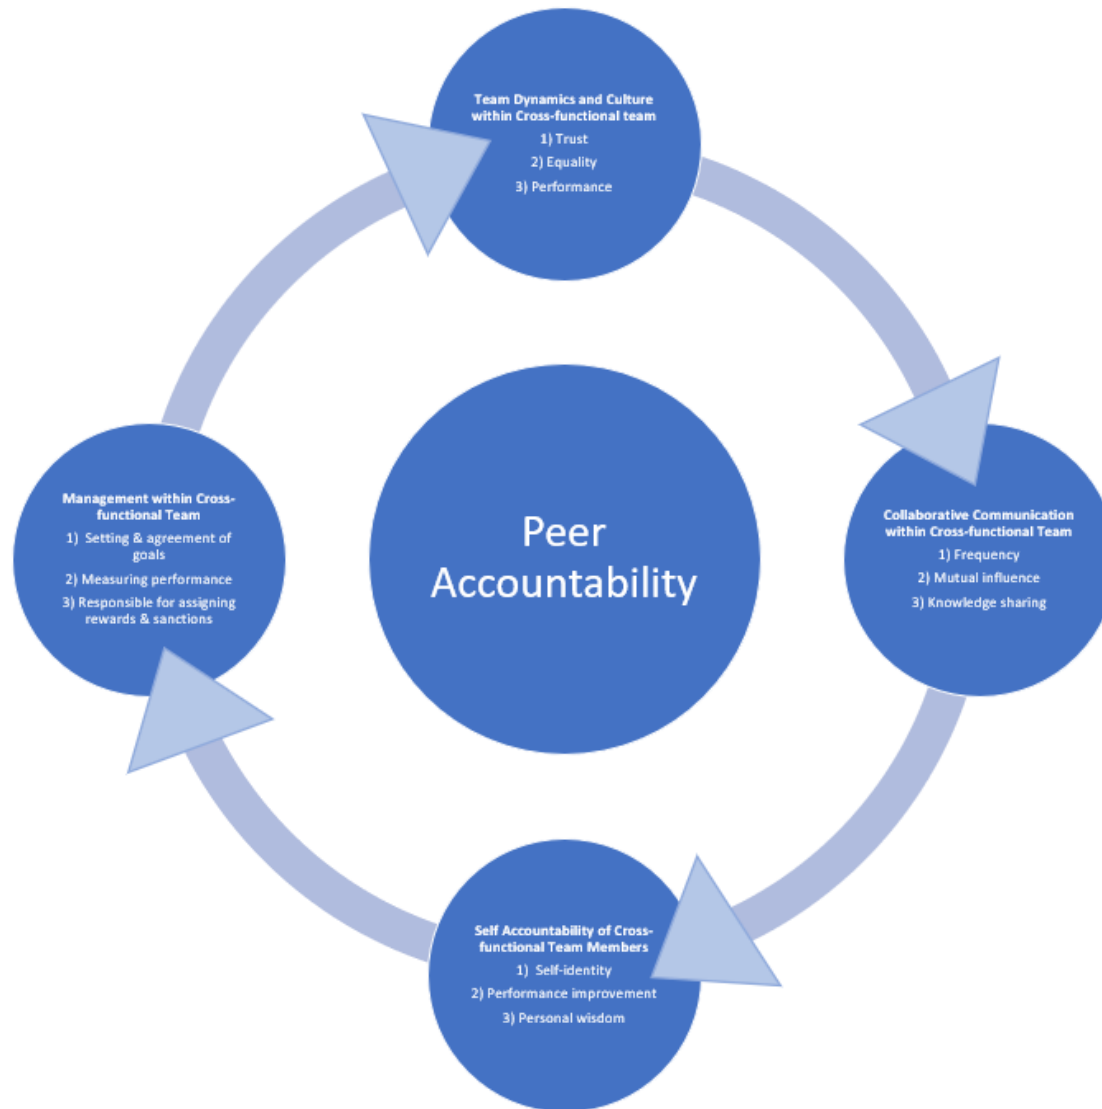 Team Dynamics and Culture
within Cross-functional team
1) Trust
2) Equality
3) Performance
Collaborative Communication
within Cross-functional Team
1) Frequency
2) Mutual influence
3) Knowledge sharing
Self Accountability of Cross-
functional Team Members
1) Self-identity
2) Performance improvement
3) Personal wisdom
Management within Cross-
functional Team
1) Setting & agreement of
goals
2) Measuring performance
3) Responsible for assigning
rewards & sanctions
Peer
Accountability